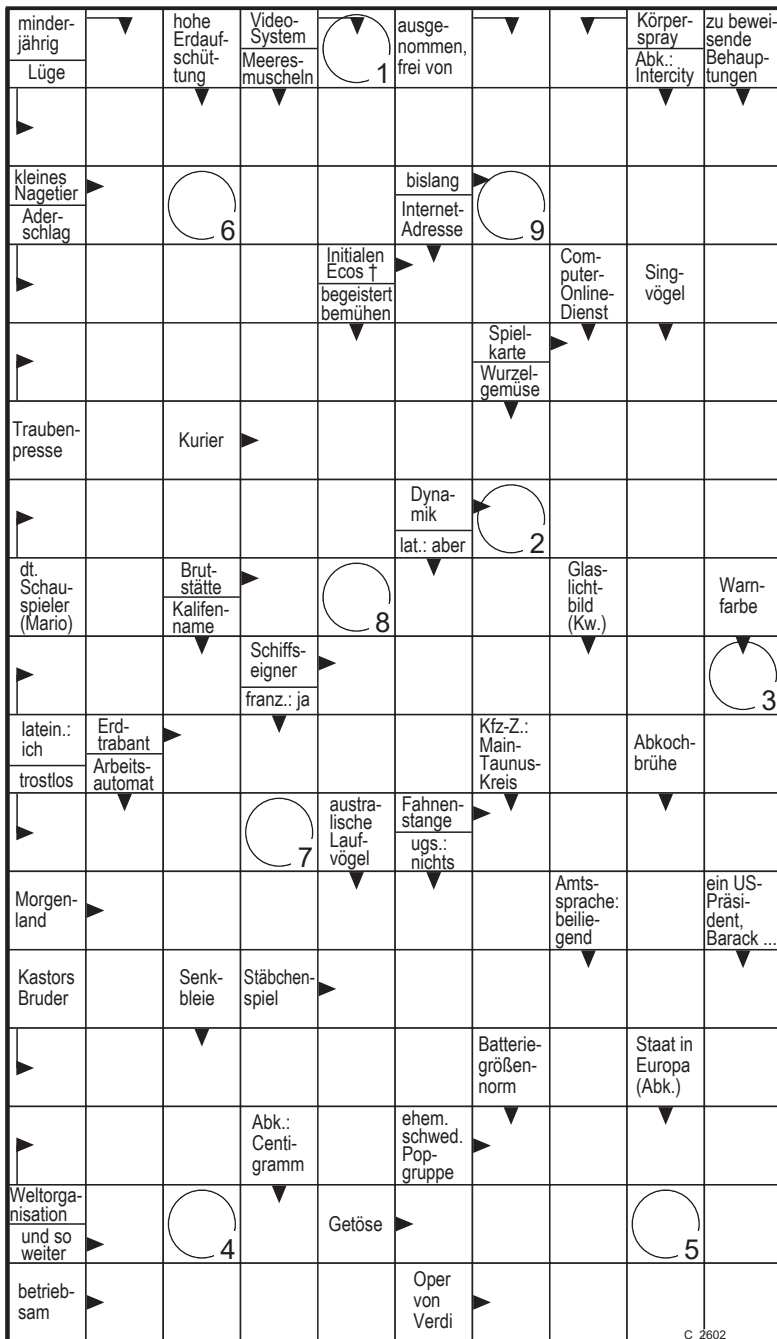 minder-
jährig
Lüge
hohe
Erdauf-
schüt-
tung
Video-
System
Meeres-
muscheln
1
ausge-
nommen,
frei von
Körper-
spray
Abk.:
Intercity
zu bewei-
sende
Behaup-
tungen
kleines
Nagetier
Ader-
schlag
6
bislang
Internet-
Adresse
9
Initialen
Ecos †
begeistert
bemühen
Com-
puter-
Online-
Dienst
Sing-
vögel
Spiel-
karte
Wurzel-
gemüse
Trauben-
presse
Kurier
Dyna-
mik
lat.: aber
2
dt.
Schau-
spieler
(Mario)
Brut-
stätte
Kalifen-
name
8
Glas-
licht-
bild
(Kw.)
Warn-
farbe
Schiffs-
eigner
franz.: ja
3
latein.:
ich
trostlos
Erd-
trabant
Arbeits-
automat
Kfz-Z.:
Main-
Taunus-
Kreis
Abkoch-
brühe
7
austra-
lische
Lauf-
vögel
Fahnen-
stange
ugs.:
nichts
Morgen-
land
Amts-
sprache:
beilie-
gend
ein US-
Präsi-
dent,
Barack ...
Kastors
Bruder
Senk-
bleie
Stäbchen-
spiel
Batterie-
größen-
norm
Staat in
Europa
(Abk.)
Abk.:
Centi-
gramm
ehem.
schwed.
Pop-
gruppe
Weltorga-
nisation
und so
weiter
4
Getöse
5
betrieb-
sam
Oper
von
Verdi
C 2602